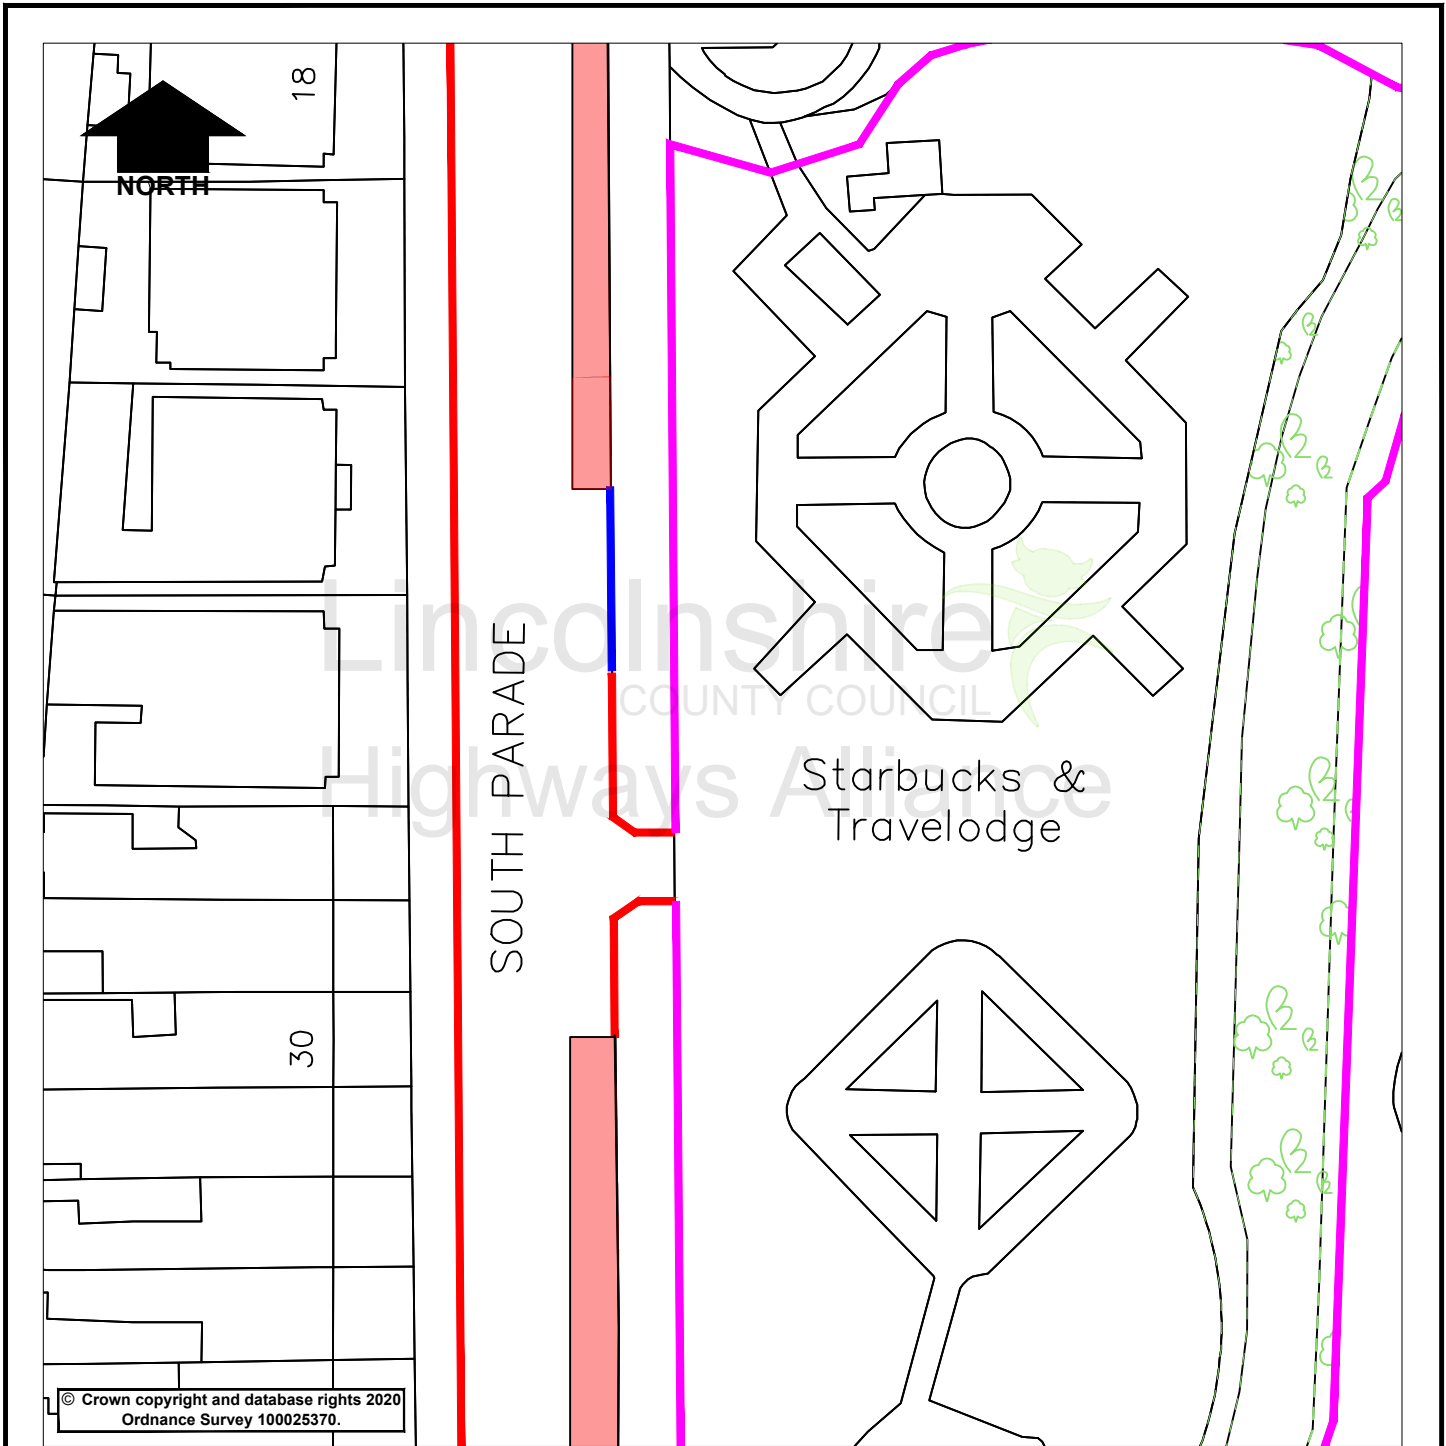 18
NORTH
Lincolnshire
COUNTY COUNCIL
Highways Alliance
SOUTH PARADE
Starbucks &
Travelodge
30
© Crown copyright and database rights 2020
Ordnance Survey 100025370.